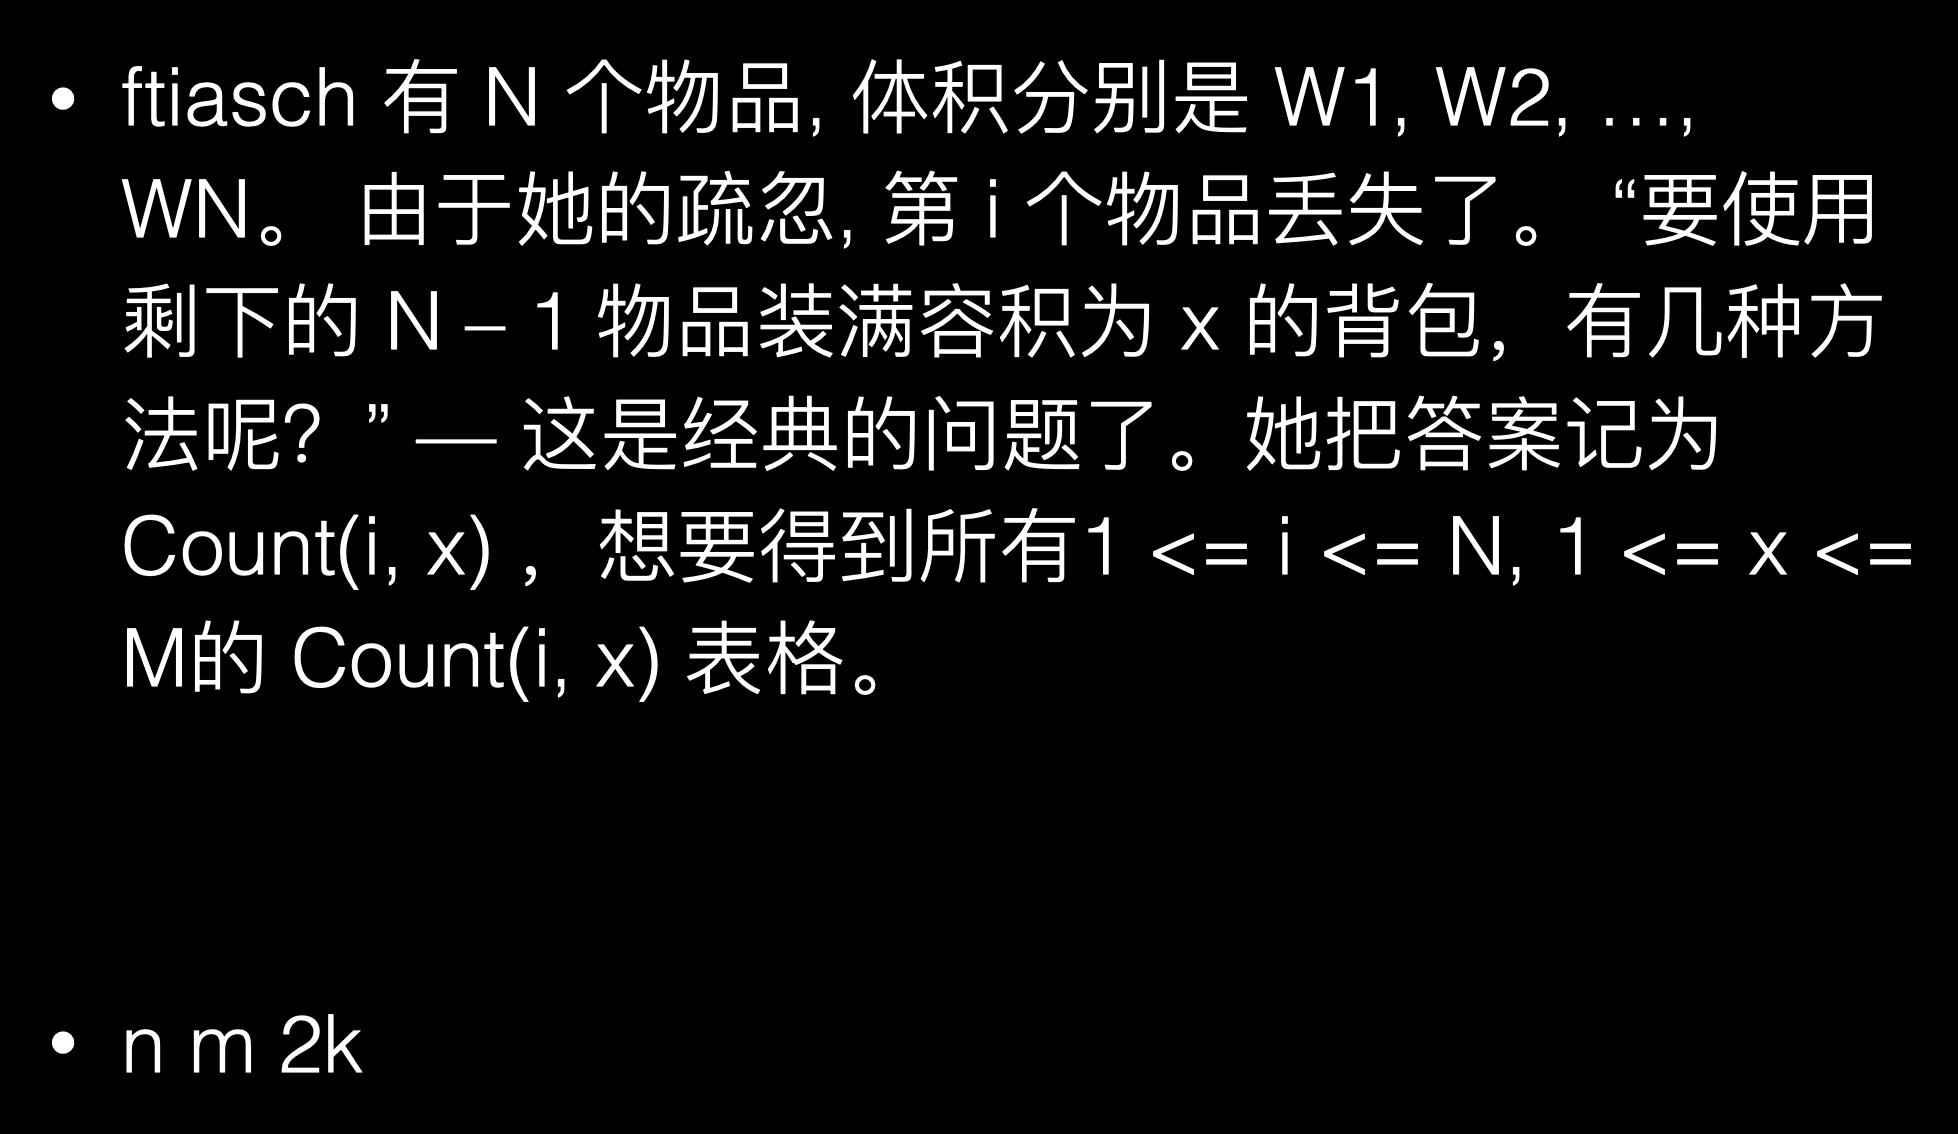 • ftiasch 有 N 个物品, 体积分别是 W1, W2, …,
WN。 由于她的疏忽, 第 i 个物品丢失了。 “要使用
剩下的 N – 1 物品装满容积为 x 的背包，有几种方
法呢？” — 这是经典的问题了。她把答案记为
Count(i, x) ，想要得到所有1 <= i <= N, 1 <= x <=
M的 Count(i, x) 表格。
• n m 2k